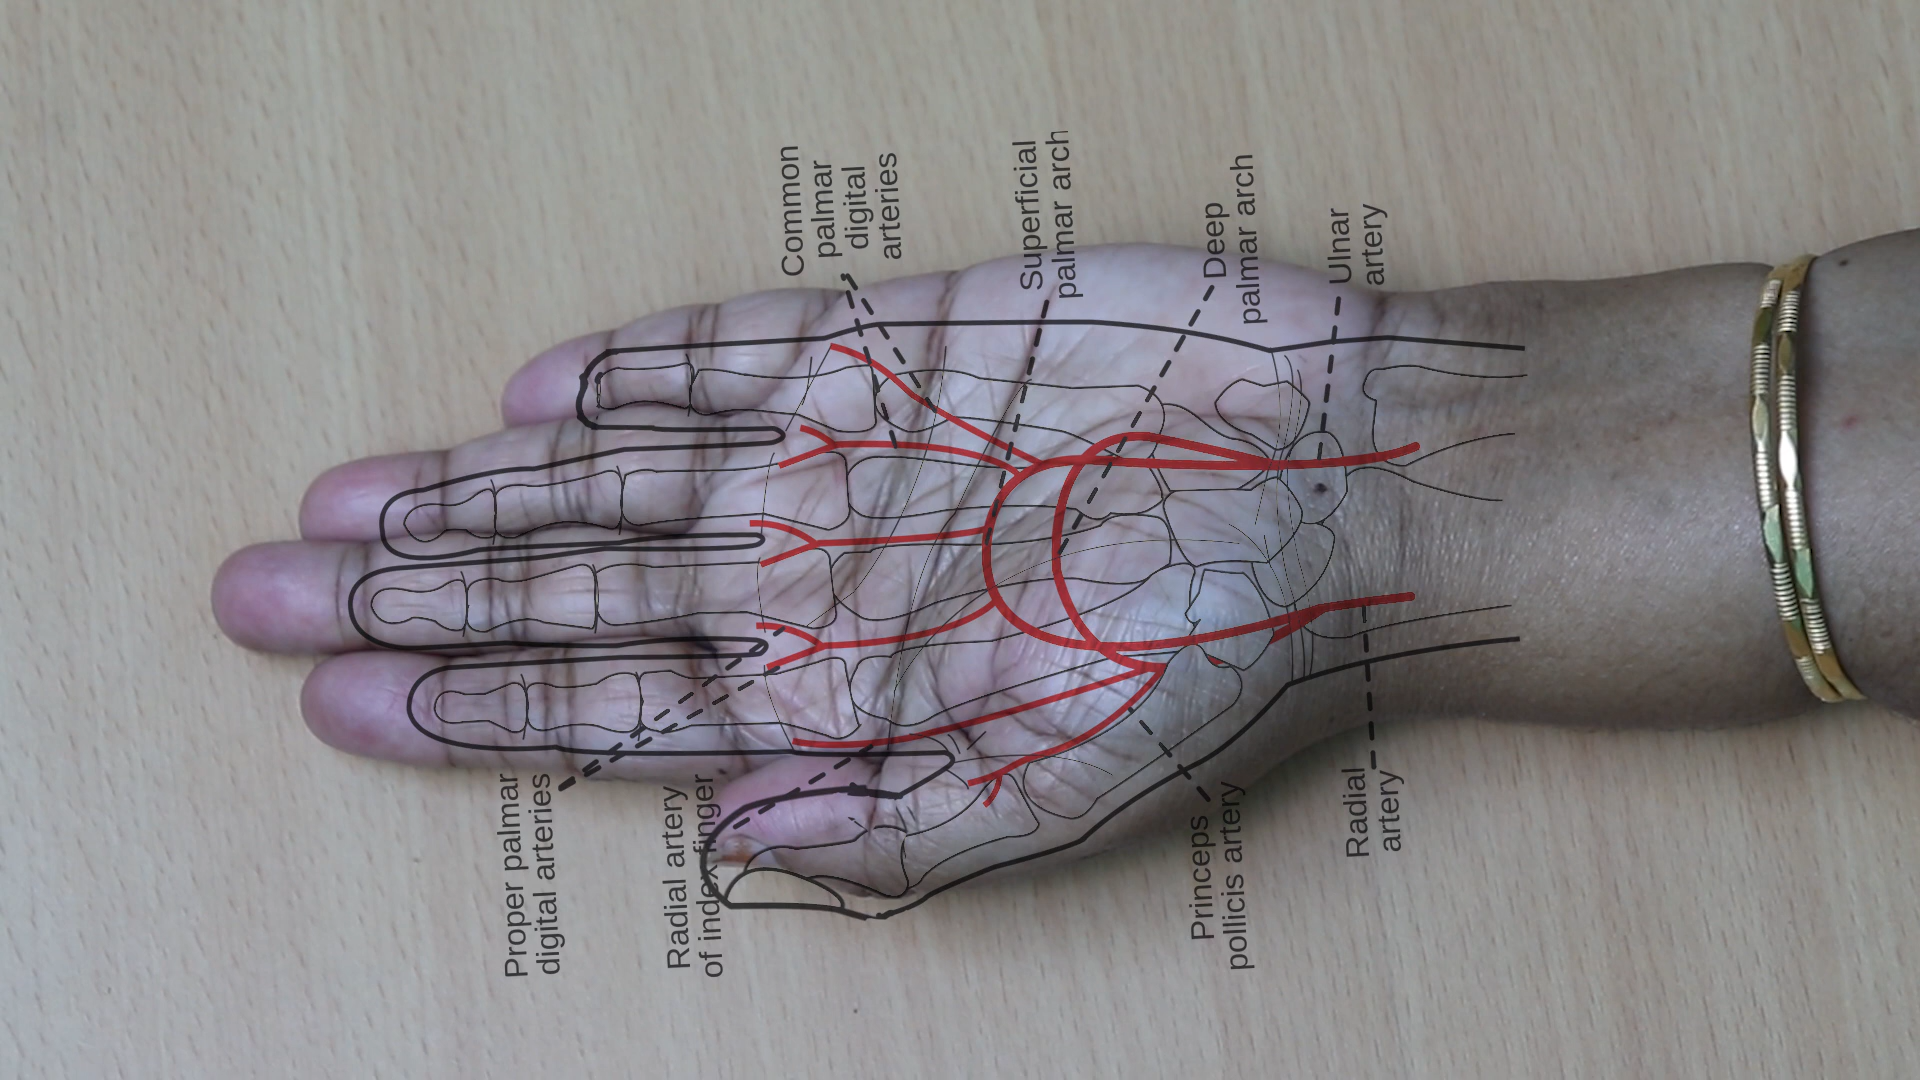 Common
palmar
digital
arteries
Superficial
palmar arch
Deep
palmar arch
Ulnar
artery
Proper palmar
digital arteries
Radial artery
of index finger
Princeps
pollicis artery
Radial
artery